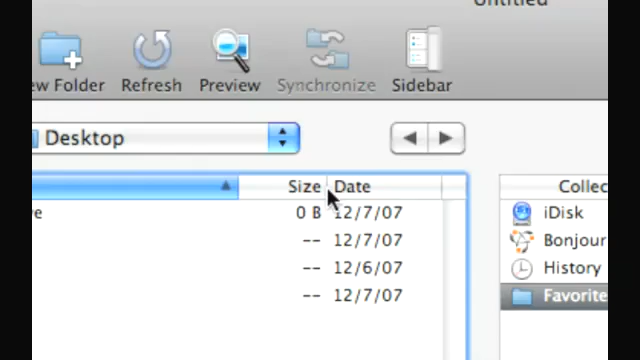 Untitled
ew Folder Refresh Preview Synchronize Sidebar
Desktop
Size Date Collec
ve 0 B 12/7/07 iDisk
-- 12/7/07 Bonjour
-- 12/6/07 History
-- 12/7/07 Favorite